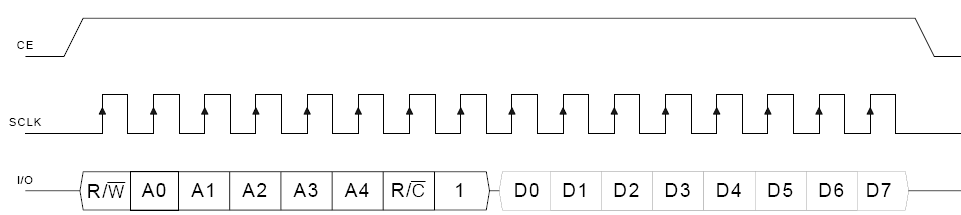 CE
SCLK
I/O R/W̅ A0 A1 A2 A3 A4 R/C̅ 1 D0 D1 D2 D3 D4 D5 D6 D7